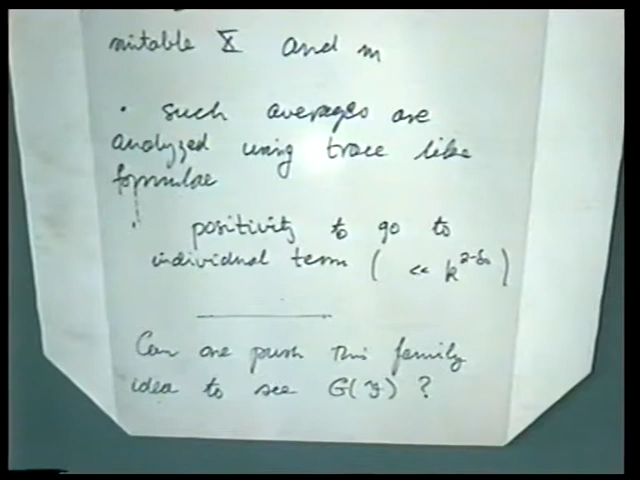 suitable X and m
· such averages are
analyzed using trace like
formulae
positivity to go to
individual term ( << k^{2-δ₀} )
Can one push this family
idea to see G(F) ?